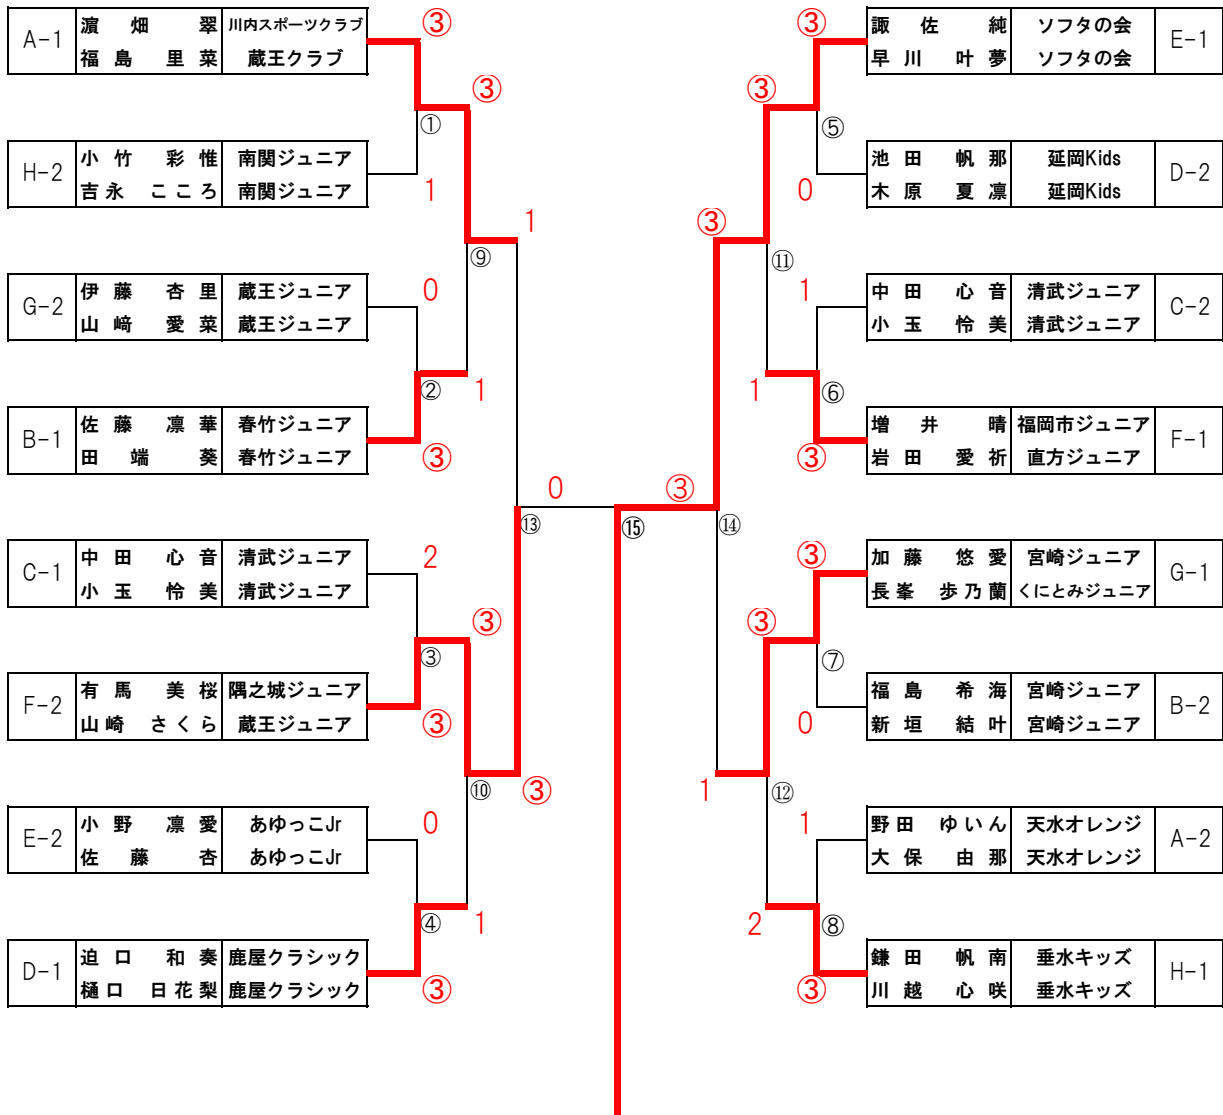 A-1 濵畑翠 川内スポーツクラブ
福島里菜 蔵王クラブ
③
③
①
H-2 小竹彩惟 南関ジュニア
吉永こころ 南関ジュニア
1
1
⑨
G-2 伊藤杏里 蔵王ジュニア
山﨑愛菜 蔵王ジュニア
0
②
1
B-1 佐藤凛華 春竹ジュニア
田端葵 春竹ジュニア
③
0
⑬
C-1 中田心音 清武ジュニア
小玉怜美 清武ジュニア
2
③
③
F-2 有馬美桜 隅之城ジュニア
山崎さくら 蔵王ジュニア
③
⑩
③
E-2 小野凛愛 あゆっこJr
佐藤杏 あゆっこJr
0
④
1
D-1 迫口和奏 鹿屋クラシック
樋口日花梨 鹿屋クラシック
③
③
諏佐純 ソフタの会 E-1
早川叶夢 ソフタの会
③
⑤
池田帆那 延岡Kids D-2
木原夏凛 延岡Kids
0
③
⑪
1
中田心音 清武ジュニア C-2
小玉怜美 清武ジュニア
1
⑥
増井晴 福岡市ジュニア F-1
岩田愛祈 直方ジュニア
③
③
⑮
⑭
③
加藤悠愛 宮崎ジュニア G-1
長峯歩乃蘭 くにとみジュニア
③
⑦
福島希海 宮崎ジュニア B-2
新垣結叶 宮崎ジュニア
0
1
⑫
1
野田ゆいん 天水オレンジ A-2
大保由那 天水オレンジ
2
⑧
鎌田帆南 垂水キッズ H-1
川越心咲 垂水キッズ
③